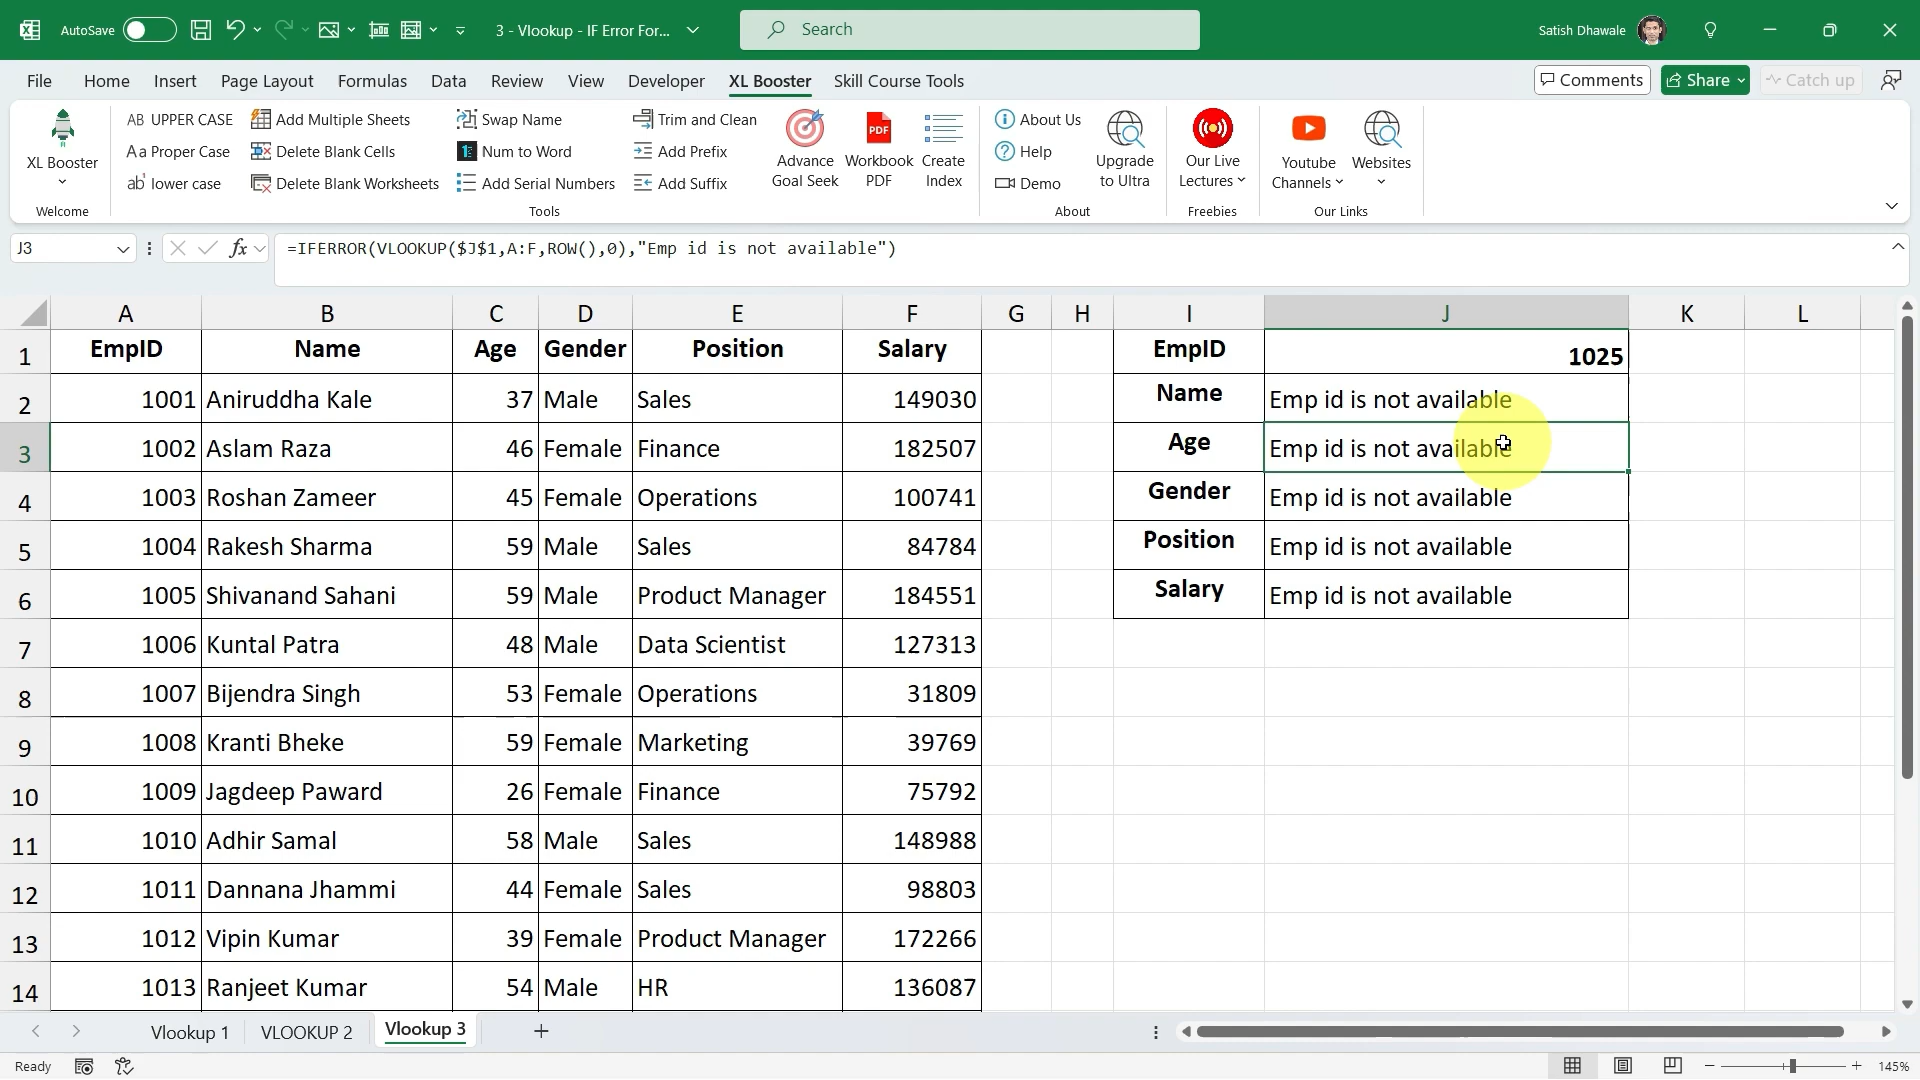 AutoSave
3 - Vlookup - IF Error For...
Search
Satish Dhawale
File Home Insert Page Layout Formulas Data Review View Developer XL Booster Skill Course Tools
Comments Share Catch up
XL Booster
Welcome
AB UPPER CASE
Aa Proper Case
ab lower case
Add Multiple Sheets
Delete Blank Cells
Delete Blank Worksheets
Swap Name
Num to Word
Add Serial Numbers
Trim and Clean
Add Prefix
Add Suffix
Advance Goal Seek
PDF
Workbook PDF
Create Index
Tools
About Us
Help
Demo
Upgrade to Ultra
About
Our Live Lectures
Freebies
Youtube Channels
Websites
Our Links
J3
fx
=IFERROR(VLOOKUP($J$1,A:F,ROW(),0),"Emp id is not available")
A B C D E F G H I J K L
1 EmpID Name Age Gender Position Salary EmpID 1025
2 1001 Aniruddha Kale 37 Male Sales 149030 Name Emp id is not available
3 1002 Aslam Raza 46 Female Finance 182507 Age Emp id is not available
4 1003 Roshan Zameer 45 Female Operations 100741 Gender Emp id is not available
5 1004 Rakesh Sharma 59 Male Sales 84784 Position Emp id is not available
6 1005 Shivanand Sahani 59 Male Product Manager 184551 Salary Emp id is not available
7 1006 Kuntal Patra 48 Male Data Scientist 127313
8 1007 Bijendra Singh 53 Female Operations 31809
9 1008 Kranti Bheke 59 Female Marketing 39769
10 1009 Jagdeep Paward 26 Female Finance 75792
11 1010 Adhir Samal 58 Male Sales 148988
12 1011 Dannana Jhammi 44 Female Sales 98803
13 1012 Vipin Kumar 39 Female Product Manager 172266
14 1013 Ranjeet Kumar 54 Male HR 136087
Vlookup 1 VLOOKUP 2 Vlookup 3
Ready
145%